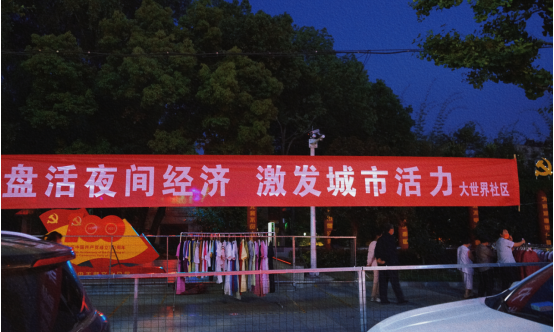 盘活夜间经济 激发城市活力 大世界社区